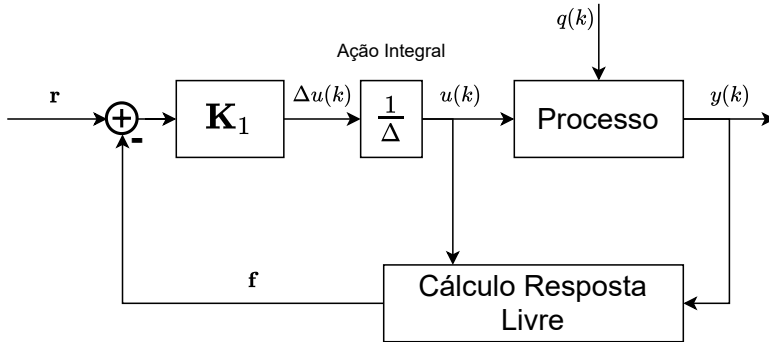 q(k)
Ação Integral
r
Δu(k)
u(k)
y(k)
K₁
1
Δ
Processo
+
-
f
Cálculo Resposta
Livre